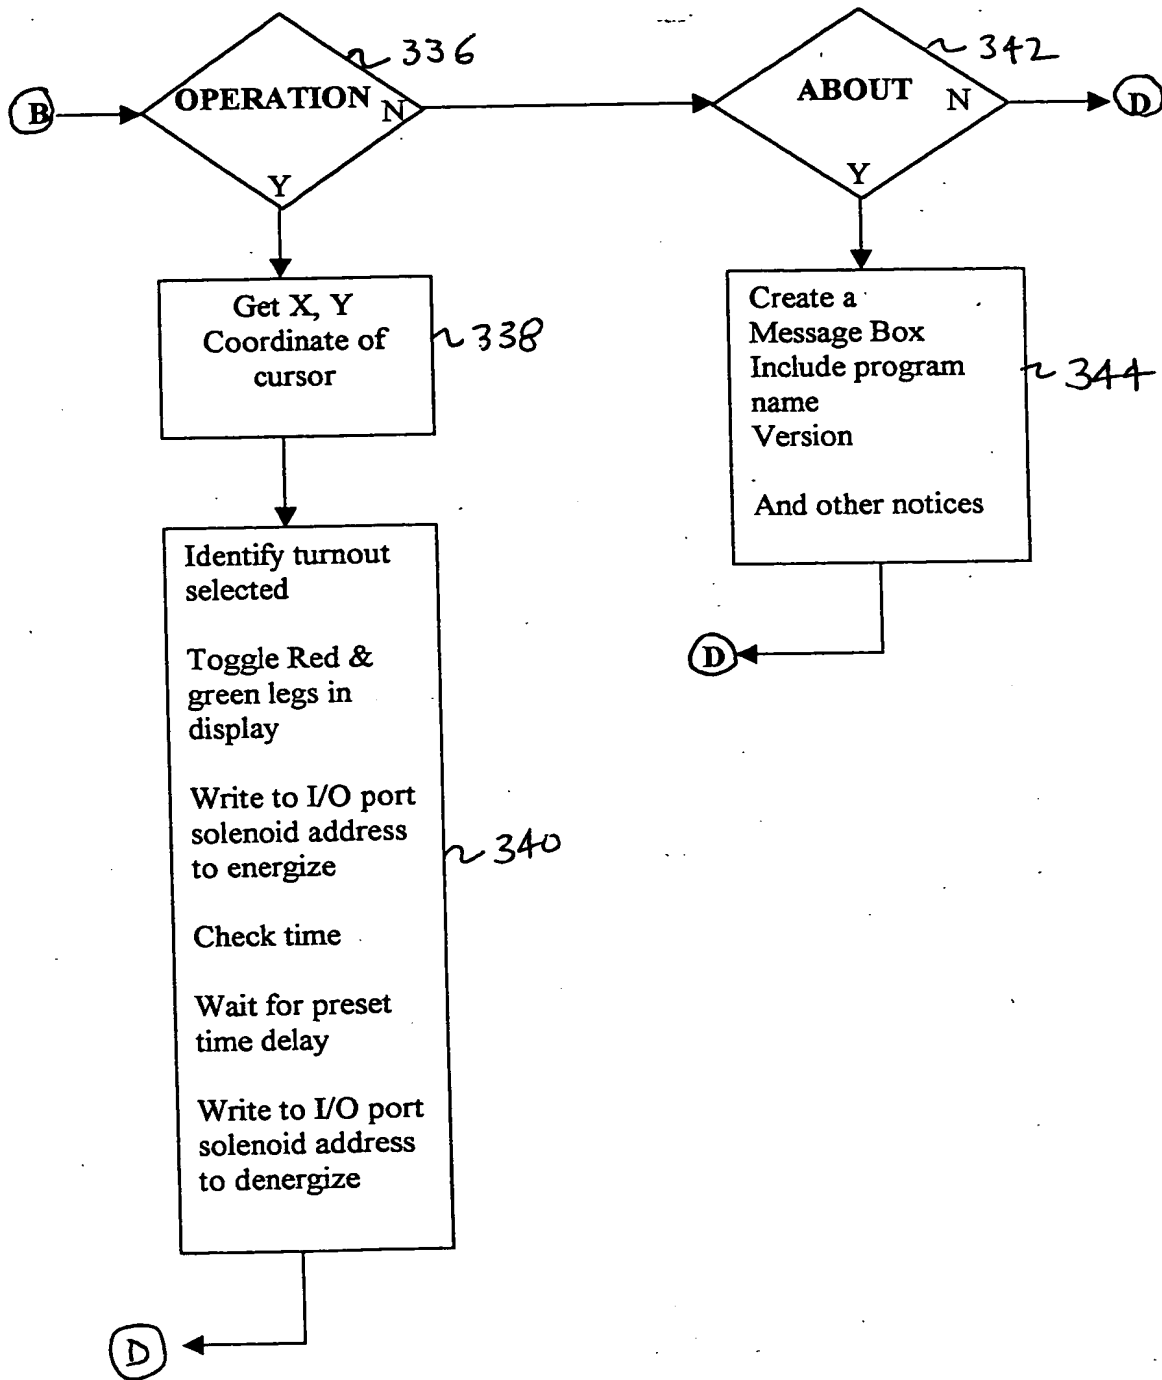 336
B
OPERATION
N
Y
342
ABOUT
N
D
Y
Get X, Y
Coordinate of
cursor
338
Create a
Message Box
Include program
name
Version
And other notices
344
D
Identify turnout
selected
Toggle Red &
green legs in
display
Write to I/O port
solenoid address
to energize
Check time
Wait for preset
time delay
Write to I/O port
solenoid address
to denergize
340
D